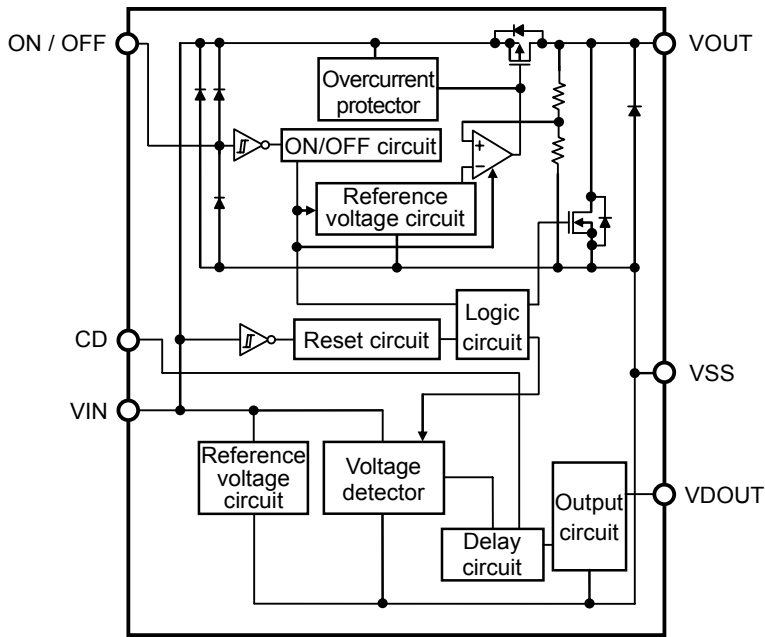 ON / OFF
VOUT
Overcurrent
protector
ON/OFF circuit
+
−
Reference
voltage circuit
Logic
circuit
CD
Reset circuit
VSS
VIN
Reference
voltage
circuit
Voltage
detector
Output
circuit
VDOUT
Delay
circuit